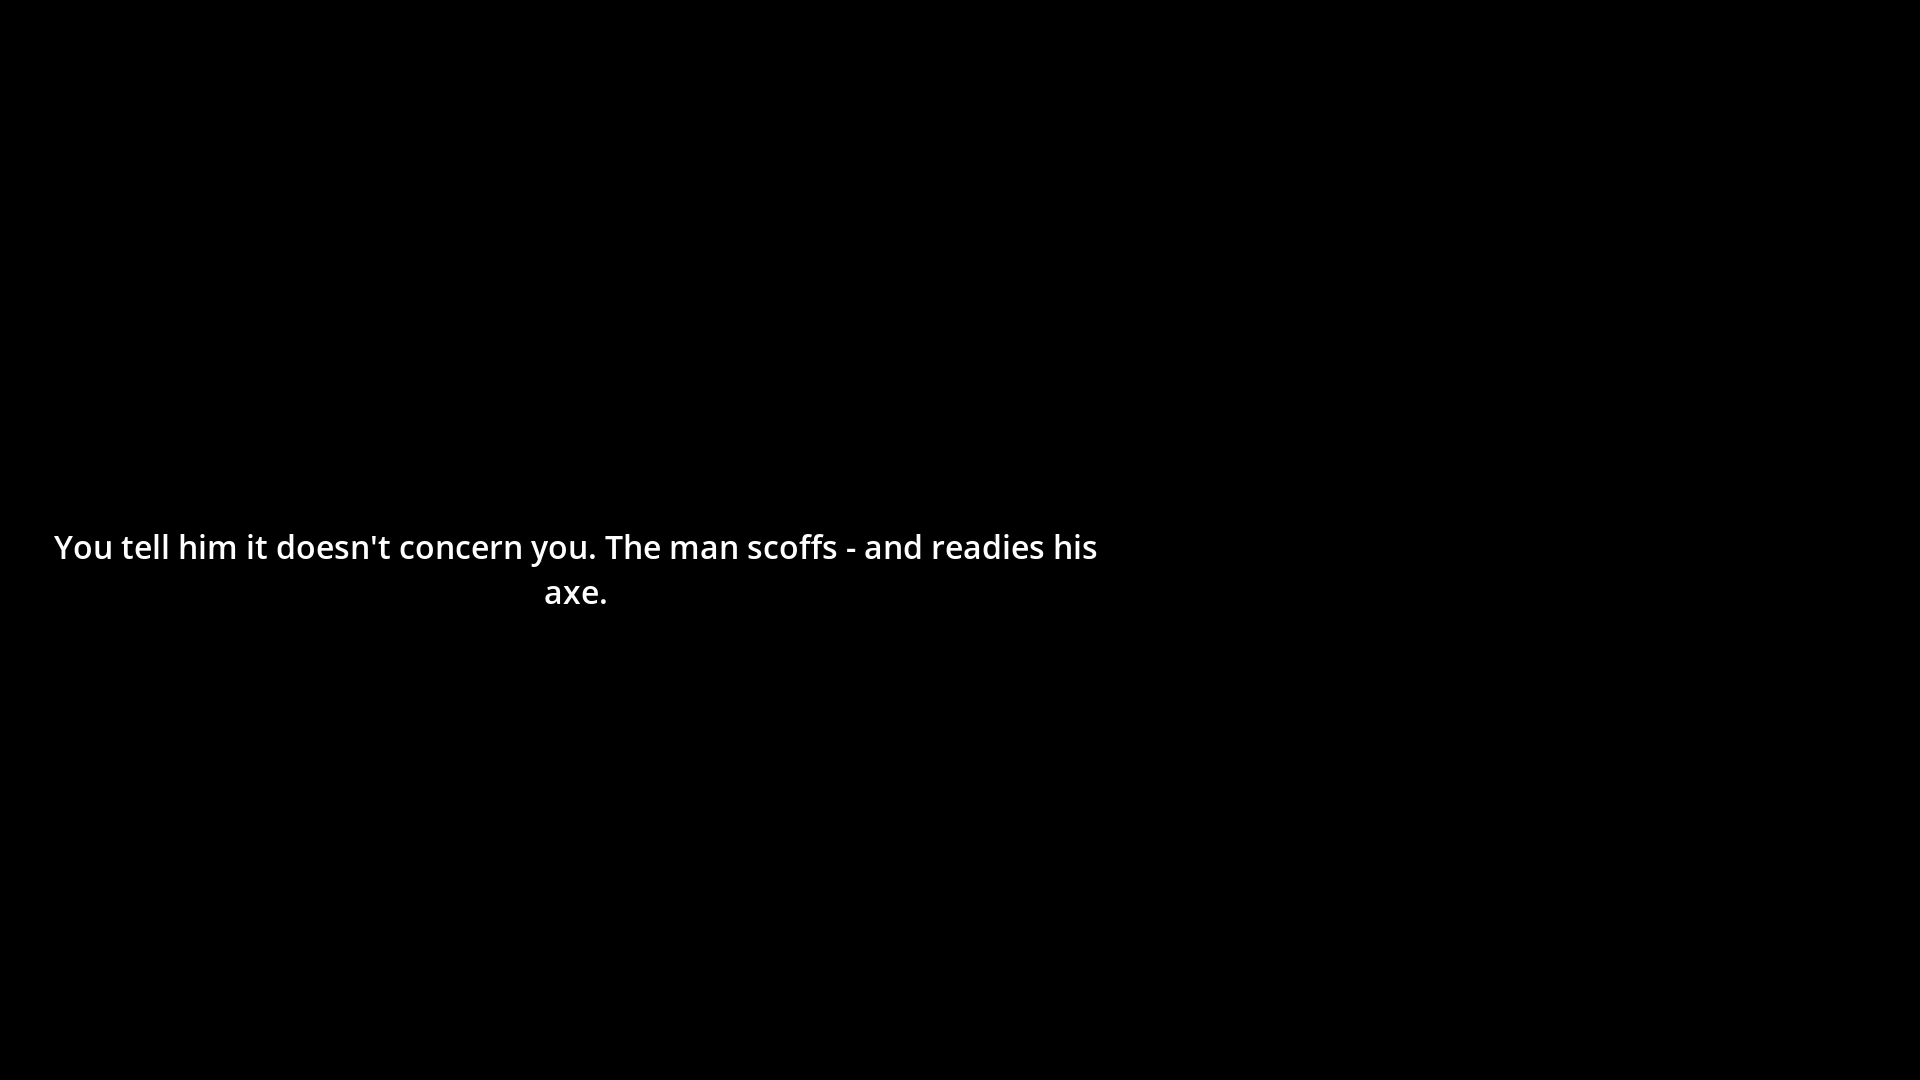 You tell him it doesn't concern you. The man scoffs - and readies his
axe.